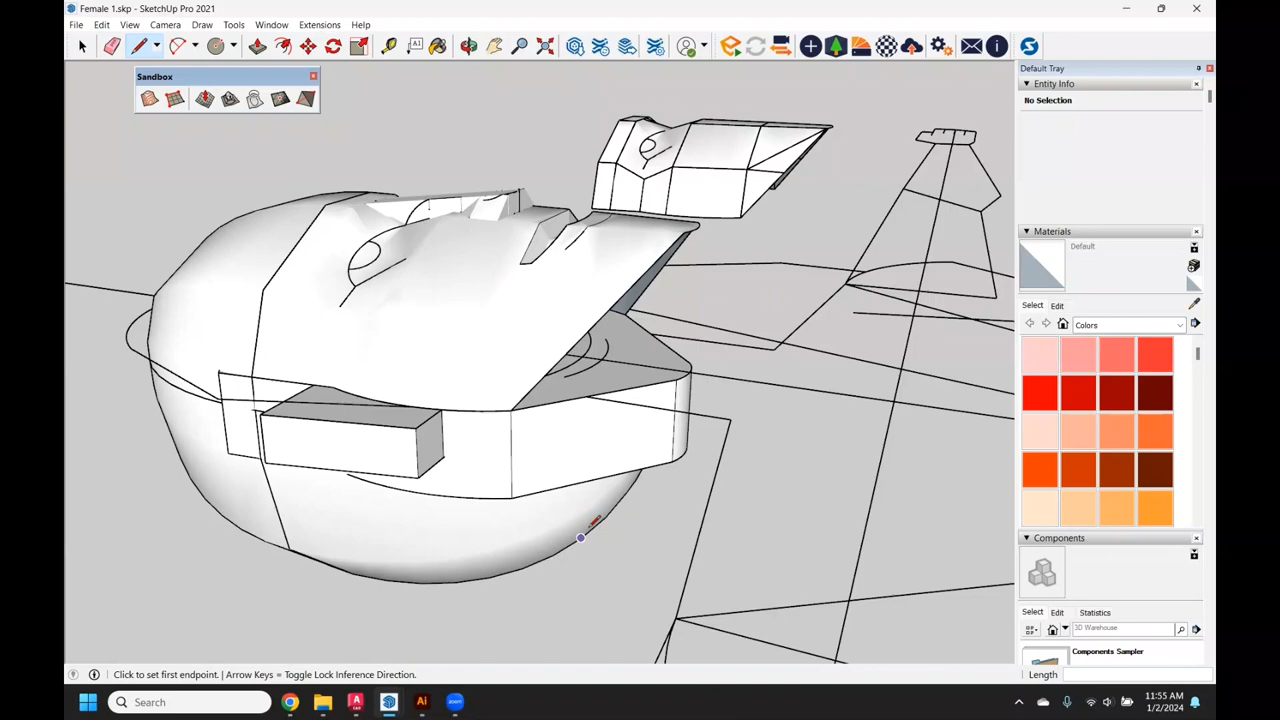 Female 1.skp - SketchUp Pro 2021
File Edit View Camera Draw Tools Window Extensions Help
Sandbox
Default Tray
Entity Info
No Selection
Materials
Default
Select Edit
Colors
Components
Select Edit Statistics
3D Warehouse
Components Sampler
Click to set first endpoint. | Arrow Keys = Toggle Lock Inference Direction.
Length
Search
11:55 AM
1/2/2024